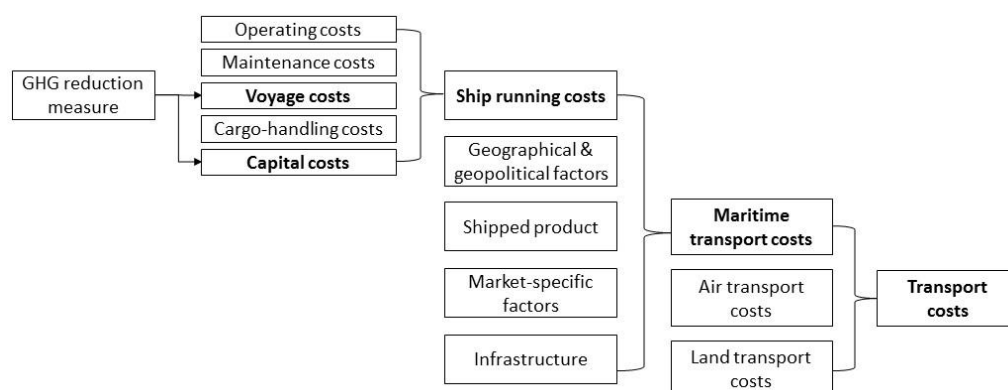 GHG reduction
measure
Operating costs
Maintenance costs
Voyage costs
Cargo-handling costs
Capital costs
Ship running costs
Geographical &
geopolitical factors
Shipped product
Market-specific
factors
Infrastructure
Maritime
transport costs
Air transport
costs
Land transport
costs
Transport
costs